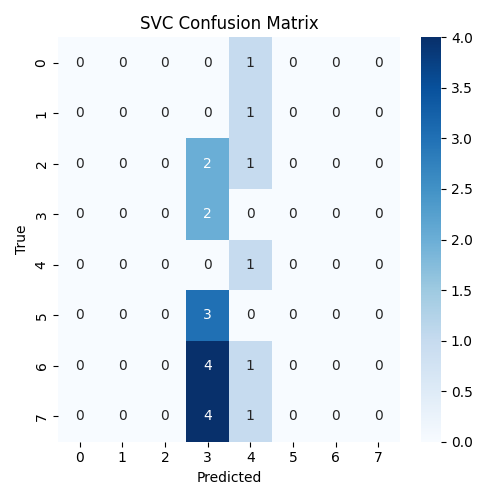 SVC Confusion Matrix
4.0
0 0 0 0 0 1 0 0 0
3.5
1 0 0 0 0 1 0 0 0
3.0
2 0 0 0 2 1 0 0 0
2.5
3 0 0 0 2 0 0 0 0
True
2.0
4 0 0 0 0 1 0 0 0
1.5
5 0 0 0 3 0 0 0 0
1.0
6 0 0 0 4 1 0 0 0
0.5
7 0 0 0 4 1 0 0 0
0.0
0 1 2 3 4 5 6 7
Predicted